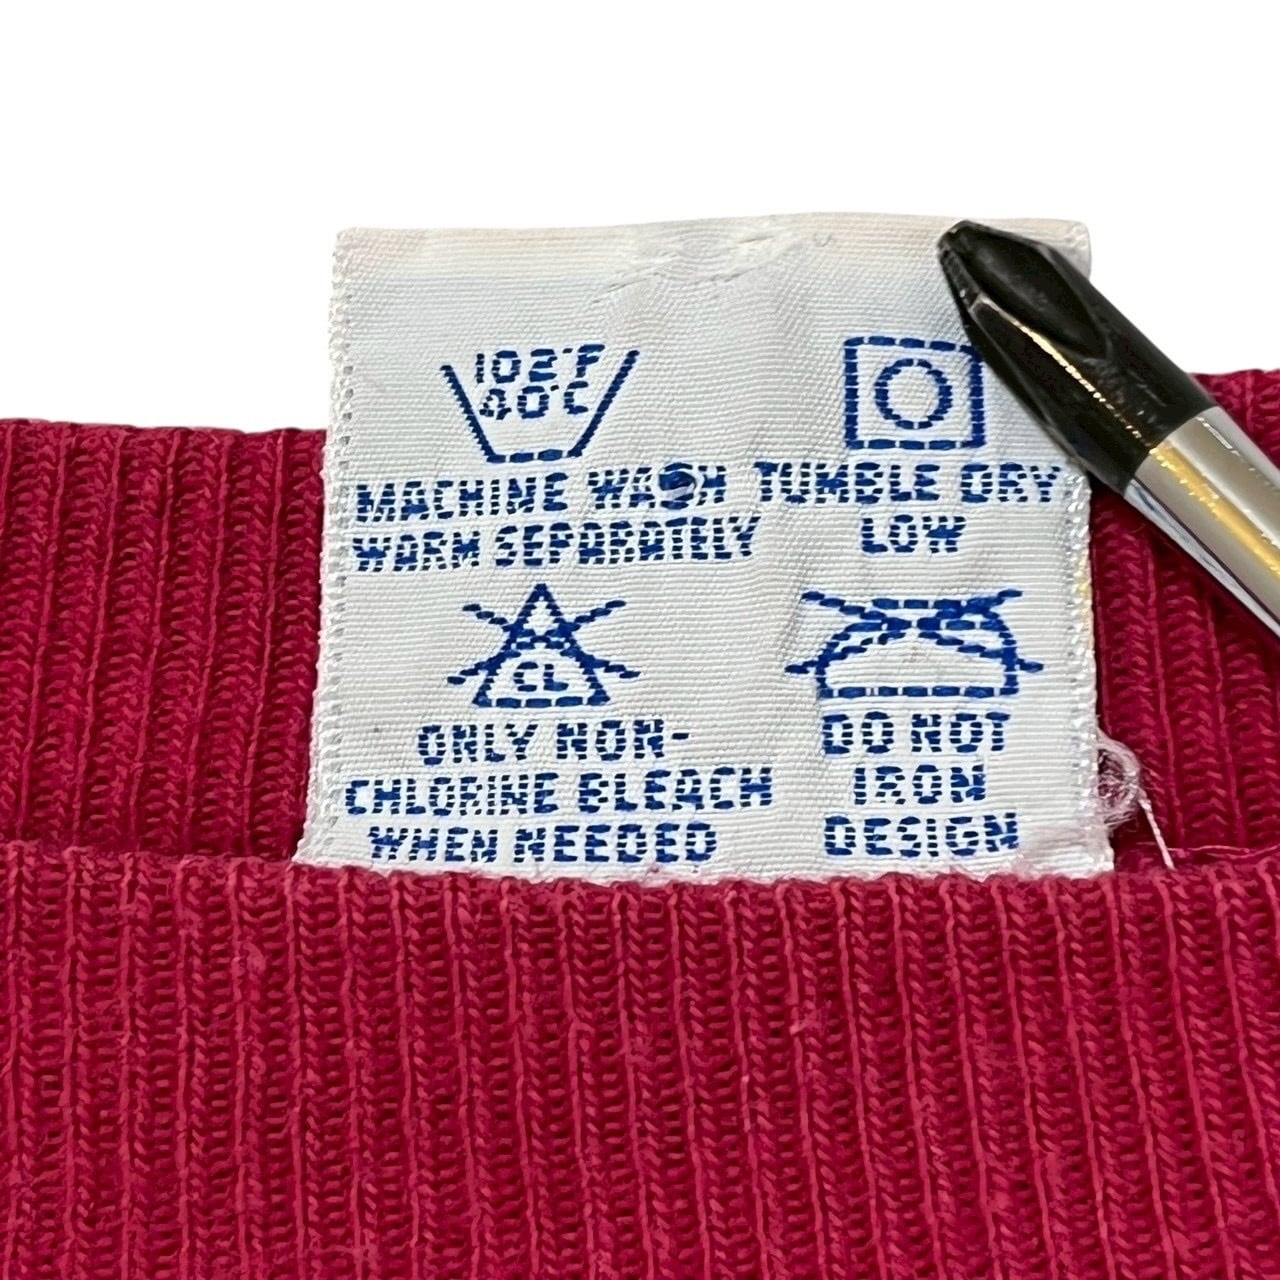 102°F
40°C
MACHINE WASH
WARM SEPARATELY
TUMBLE DRY
LOW
CL
ONLY NON-
CHLORINE BLEACH
WHEN NEEDED
DO NOT
IRON
DESIGN